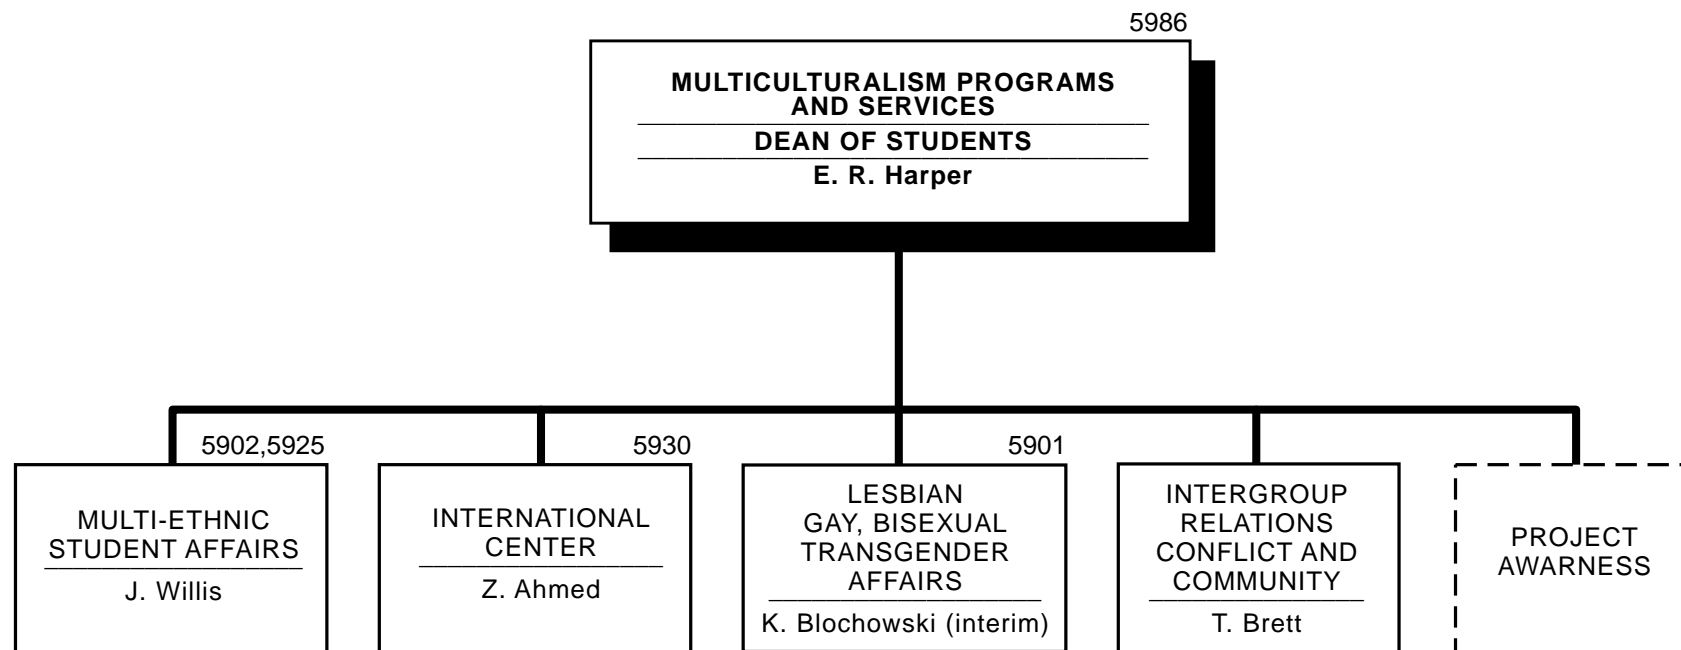 5986
MULTICULTURALISM PROGRAMS
AND SERVICES
DEAN OF STUDENTS
E. R. Harper
5902,5925
MULTI-ETHNIC
STUDENT AFFAIRS
J. Willis
5930
INTERNATIONAL
CENTER
Z. Ahmed
5901
LESBIAN
GAY, BISEXUAL
TRANSGENDER
AFFAIRS
K. Blochowski (interim)
INTERGROUP
RELATIONS
CONFLICT AND
COMMUNITY
T. Brett
PROJECT
AWARNESS